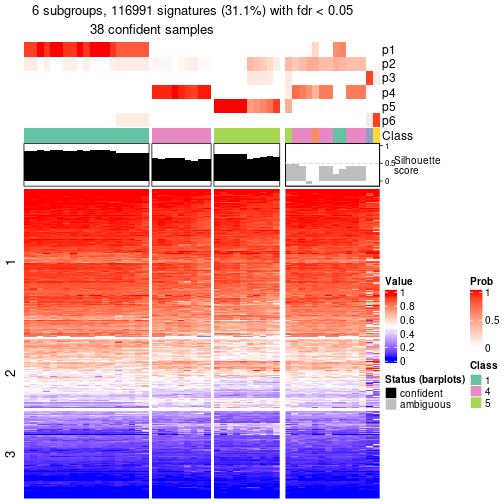 6 subgroups, 116991 signatures (31.1%) with fdr < 0.05
38 confident samples
p1
p2
p3
p4
p5
p6
Class
1
0.5
0
Silhouette
score
1
2
3
Value
1
0.8
0.6
0.4
0.2
0
Prob
1
0.5
0
Status (barplots)
confident
ambiguous
Class
1
4
5